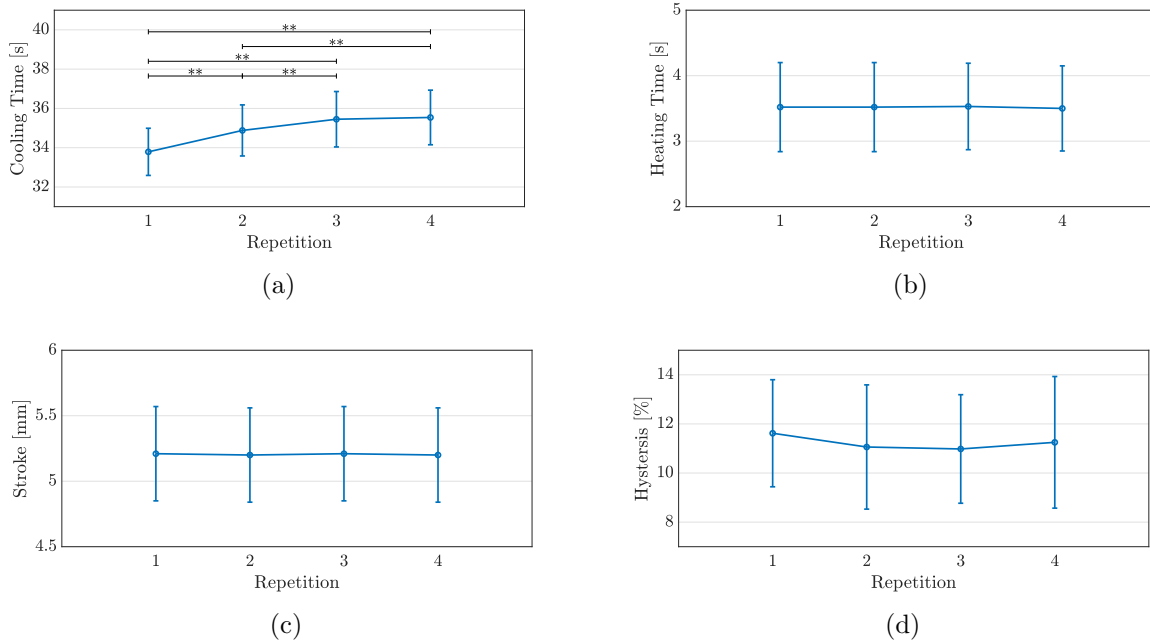 40
38
36
34
32
Cooling Time [s]
**
**
**
**
**
1 2 3 4
Repetition
(a)
5
4
3
2
Heating Time [s]
1 2 3 4
Repetition
(b)
6
5.5
5
4.5
Stroke [mm]
1 2 3 4
Repetition
(c)
14
12
10
8
Hystersis [%]
1 2 3 4
Repetition
(d)